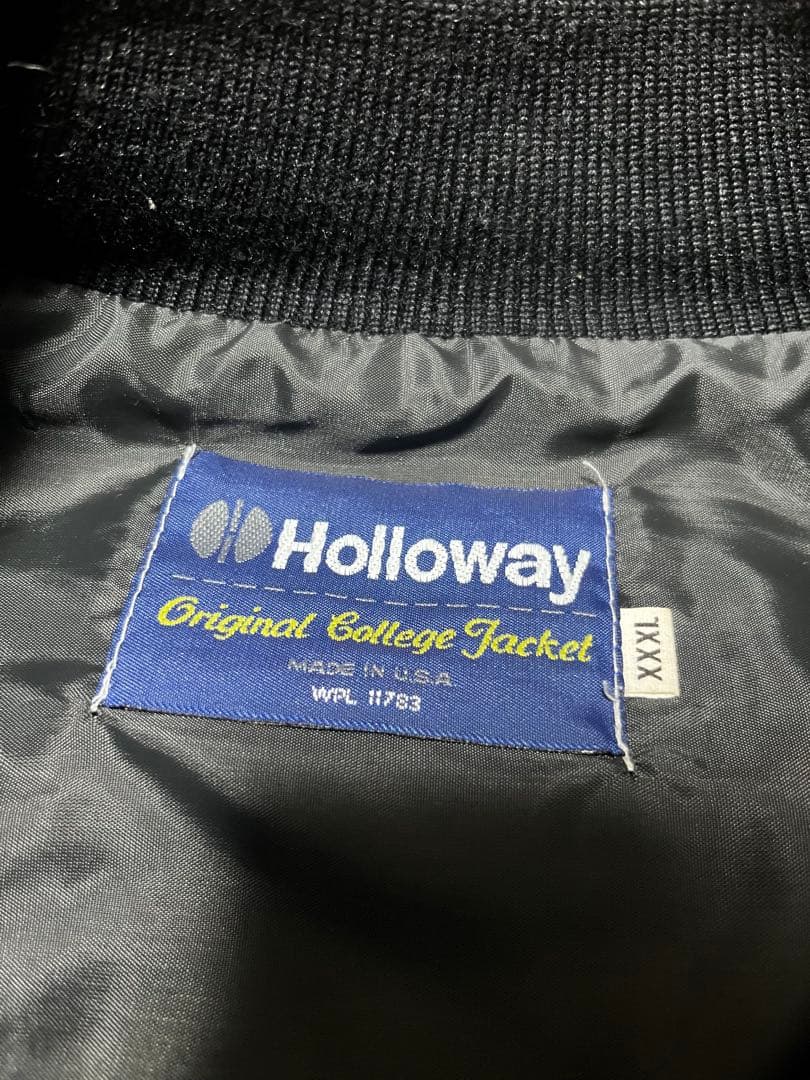 Holloway
Original College Jacket
MADE IN U.S.A.
WPL 11783
XXXL